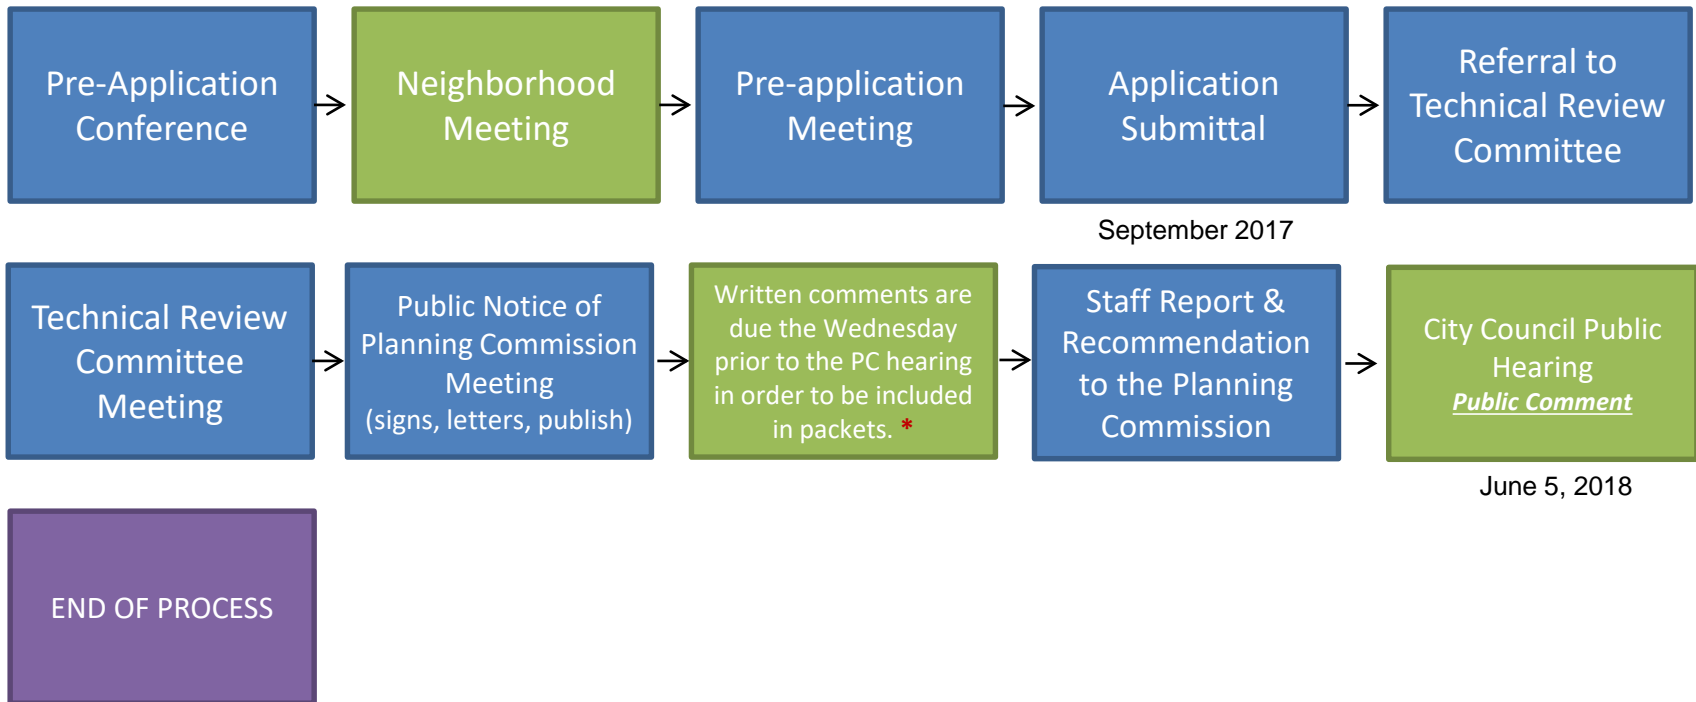 Pre-Application
Conference
Neighborhood
Meeting
Pre-application
Meeting
Application
Submittal
Referral to
Technical Review
Committee
September 2017
Technical Review
Committee
Meeting
Public Notice of
Planning Commission
Meeting
(signs, letters, publish)
Written comments are
due the Wednesday
prior to the PC hearing
in order to be included
in packets. *
Staff Report &
Recommendation
to the Planning
Commission
City Council Public
Hearing
Public Comment
June 5, 2018
END OF PROCESS